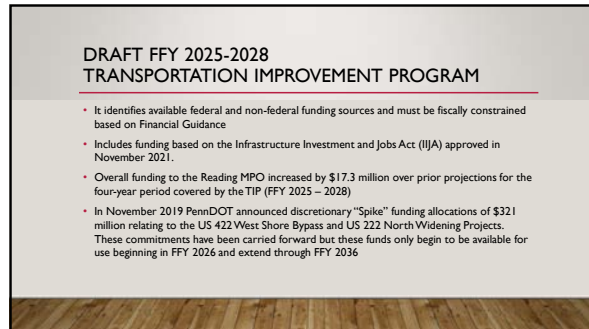 DRAFT FFY 2025-2028
TRANSPORTATION IMPROVEMENT PROGRAM
• It identifies available federal and non-federal funding sources and must be fiscally constrained
based on Financial Guidance
• Includes funding based on the Infrastructure Investment and Jobs Act (IIJA) approved in
November 2021.
• Overall funding to the Reading MPO increased by $17.3 million over prior projections for the
four-year period covered by the TIP (FFY 2025 – 2028)
• In November 2019 PennDOT announced discretionary “Spike” funding allocations of $321
million relating to the US 422 West Shore Bypass and US 222 North Widening Projects.
These commitments have been carried forward but these funds only begin to be available for
use beginning in FFY 2026 and extend through FFY 2036